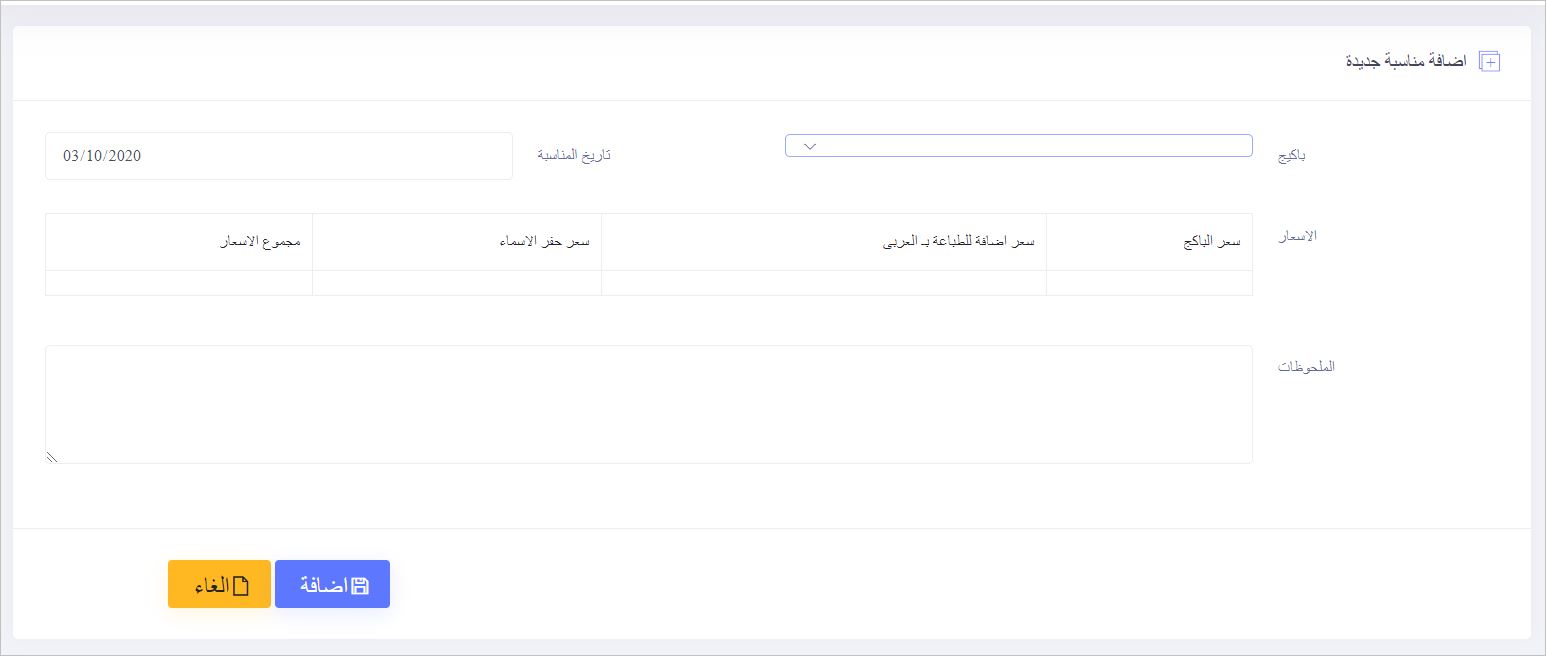 اضافة مناسبة جديدة
باكيج
تاريخ المناسبة
03/10/2020
الاسعار
سعر الباكج
سعر اضافة للطباعة بـ العربى
سعر حفر الاسماء
مجموع الاسعار
الملحوظات
اضافة
الغاء